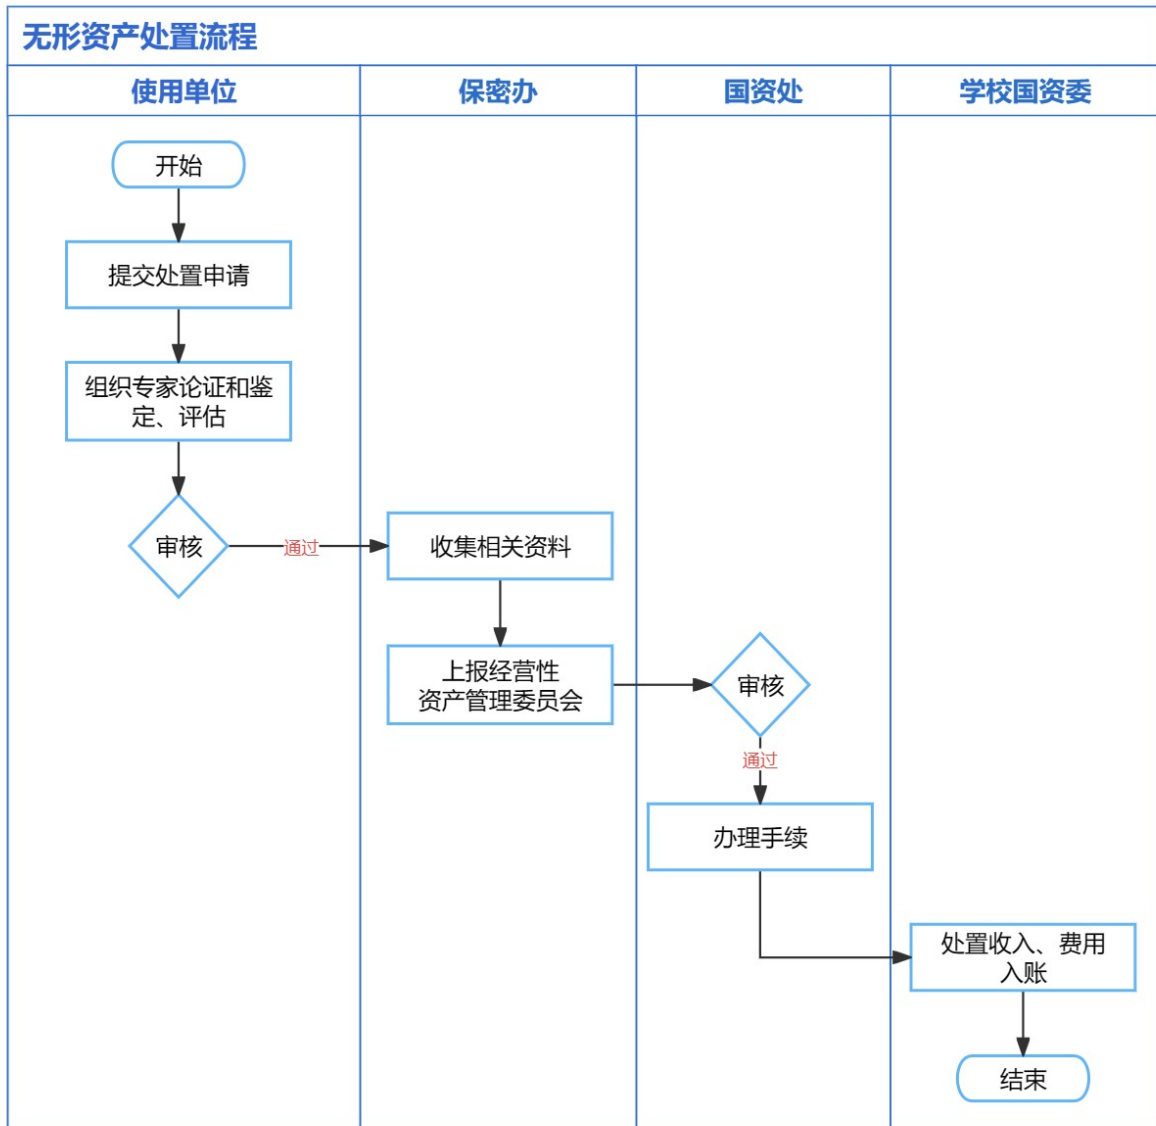 无形资产处置流程
使用单位
保密办
国资处
学校国资委
开始
提交处置申请
组织专家论证和鉴
定、评估
审核
通过
收集相关资料
上报经营性
资产管理委员会
审核
通过
办理手续
处置收入、费用
入账
结束